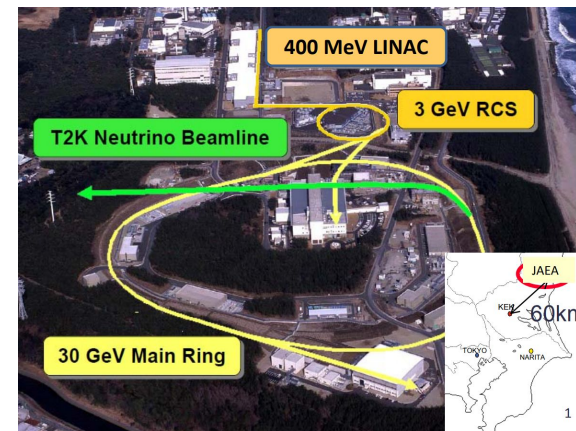 400 MeV LINAC
3 GeV RCS
T2K Neutrino Beamline
JAEA
KEK
60km
TOKYO
NARITA
30 GeV Main Ring
1